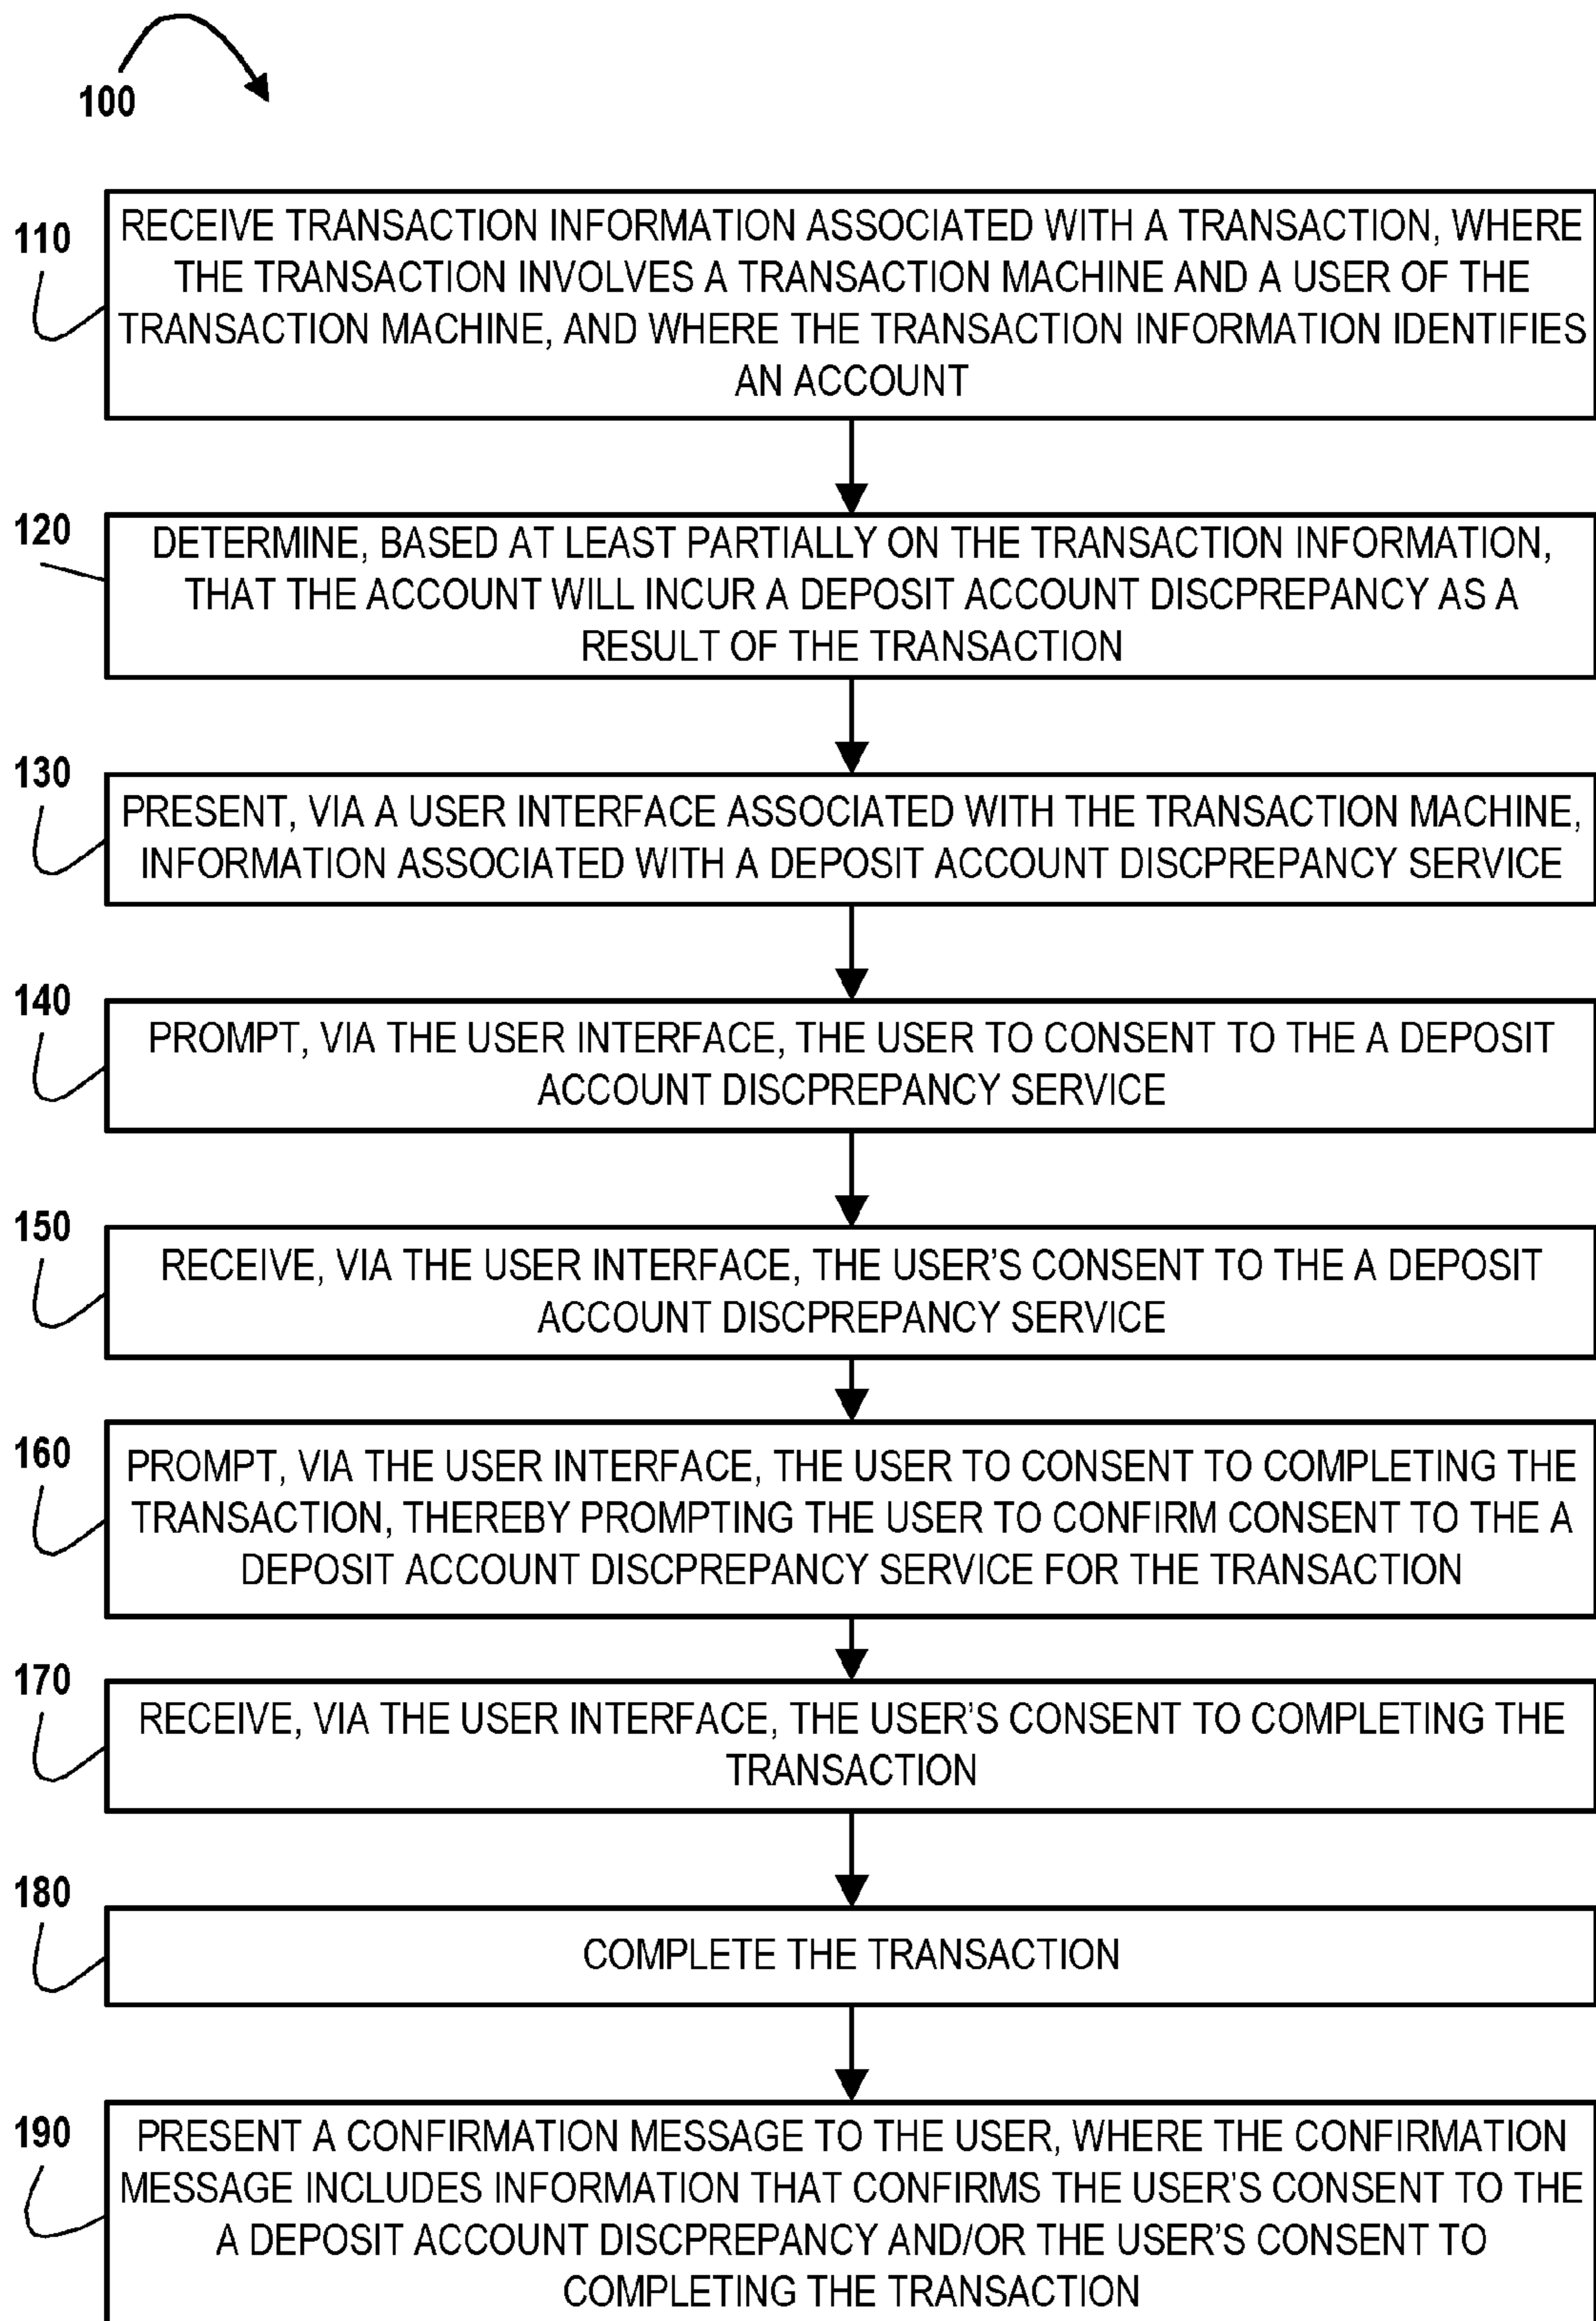 100
110
RECEIVE TRANSACTION INFORMATION ASSOCIATED WITH A TRANSACTION, WHERE
THE TRANSACTION INVOLVES A TRANSACTION MACHINE AND A USER OF THE
TRANSACTION MACHINE, AND WHERE THE TRANSACTION INFORMATION IDENTIFIES
AN ACCOUNT
120
DETERMINE, BASED AT LEAST PARTIALLY ON THE TRANSACTION INFORMATION,
THAT THE ACCOUNT WILL INCUR A DEPOSIT ACCOUNT DISCPREPANCY AS A
RESULT OF THE TRANSACTION
130
PRESENT, VIA A USER INTERFACE ASSOCIATED WITH THE TRANSACTION MACHINE,
INFORMATION ASSOCIATED WITH A DEPOSIT ACCOUNT DISCPREPANCY SERVICE
140
PROMPT, VIA THE USER INTERFACE, THE USER TO CONSENT TO THE A DEPOSIT
ACCOUNT DISCPREPANCY SERVICE
150
RECEIVE, VIA THE USER INTERFACE, THE USER'S CONSENT TO THE A DEPOSIT
ACCOUNT DISCPREPANCY SERVICE
160
PROMPT, VIA THE USER INTERFACE, THE USER TO CONSENT TO COMPLETING THE
TRANSACTION, THEREBY PROMPTING THE USER TO CONFIRM CONSENT TO THE A
DEPOSIT ACCOUNT DISCPREPANCY SERVICE FOR THE TRANSACTION
170
RECEIVE, VIA THE USER INTERFACE, THE USER'S CONSENT TO COMPLETING THE
TRANSACTION
180
COMPLETE THE TRANSACTION
190
PRESENT A CONFIRMATION MESSAGE TO THE USER, WHERE THE CONFIRMATION
MESSAGE INCLUDES INFORMATION THAT CONFIRMS THE USER'S CONSENT TO THE
A DEPOSIT ACCOUNT DISCPREPANCY AND/OR THE USER'S CONSENT TO
COMPLETING THE TRANSACTION